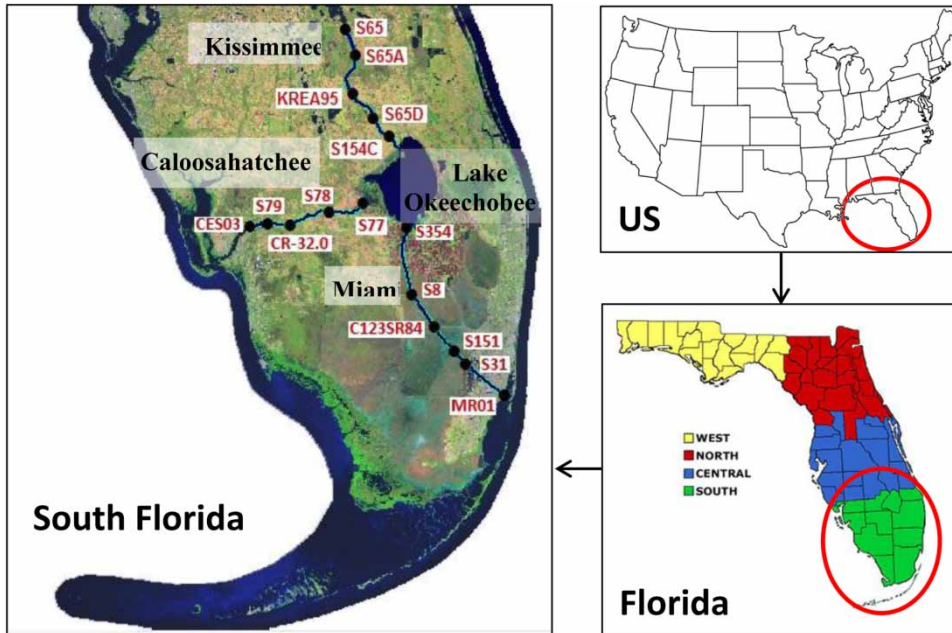 S65
Kissimmee
S65A
KREA95
S65D
S154C
Caloosahatchee
Lake
Okeechobee
S78
S79
CES03
S77
CR-32.0
S354
Miam
S8
C123SR84
S151
S31
MR01
South Florida
US
WEST
NORTH
CENTRAL
SOUTH
Florida